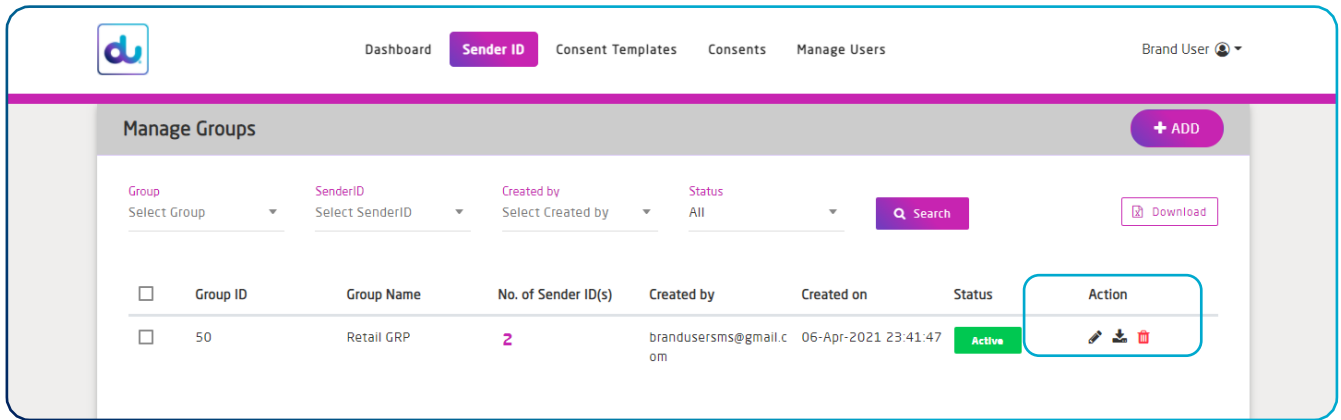 du
Dashboard Sender ID Consent Templates Consents Manage Users Brand User
Manage Groups
+ ADD
Group SenderID Created by Status
Select Group Select SenderID Select Created by All Search Download
Group ID Group Name No. of Sender ID(s) Created by Created on Status Action
50 Retail GRP 2 brandusersms@gmail.c 06-Apr-2021 23:41:47 Active
om